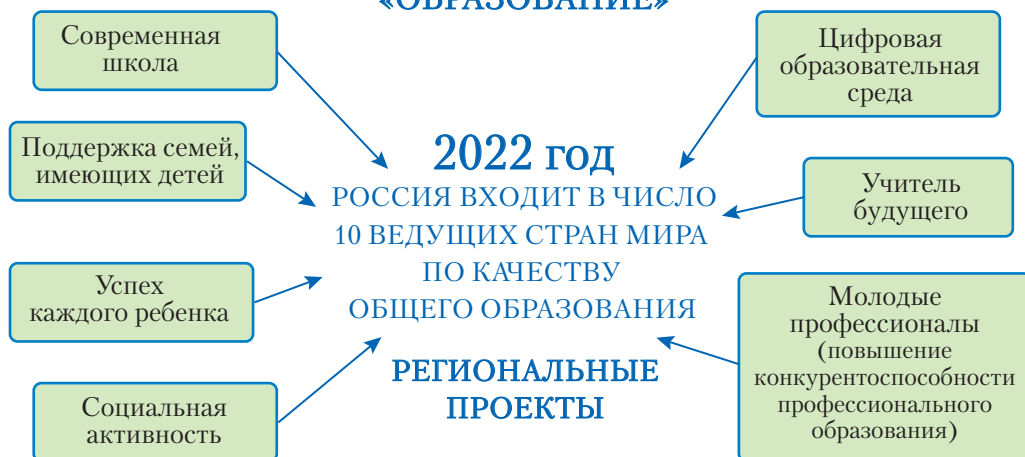 «ОБРАЗОВАНИЕ»
Современная
школа
Поддержка семей,
имеющих детей
Успех
каждого ребенка
Социальная
активность
2022 год
РОССИЯ ВХОДИТ В ЧИСЛО
10 ВЕДУЩИХ СТРАН МИРА
ПО КАЧЕСТВУ
ОБЩЕГО ОБРАЗОВАНИЯ
РЕГИОНАЛЬНЫЕ
ПРОЕКТЫ
Цифровая
образовательная
среда
Учитель
будущего
Молодые
профессионалы
(повышение
конкурентоспособности
профессионального
образования)